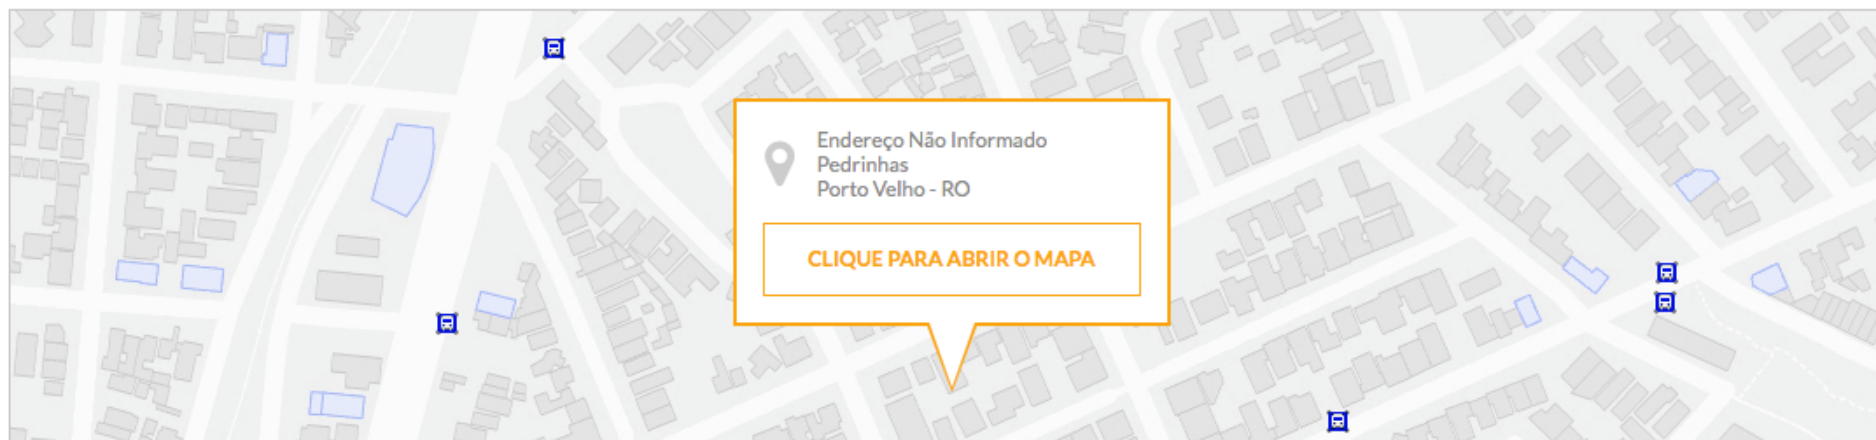 Endereço Não Informado
Pedrinhas
Porto Velho - RO
CLIQUE PARA ABRIR O MAPA